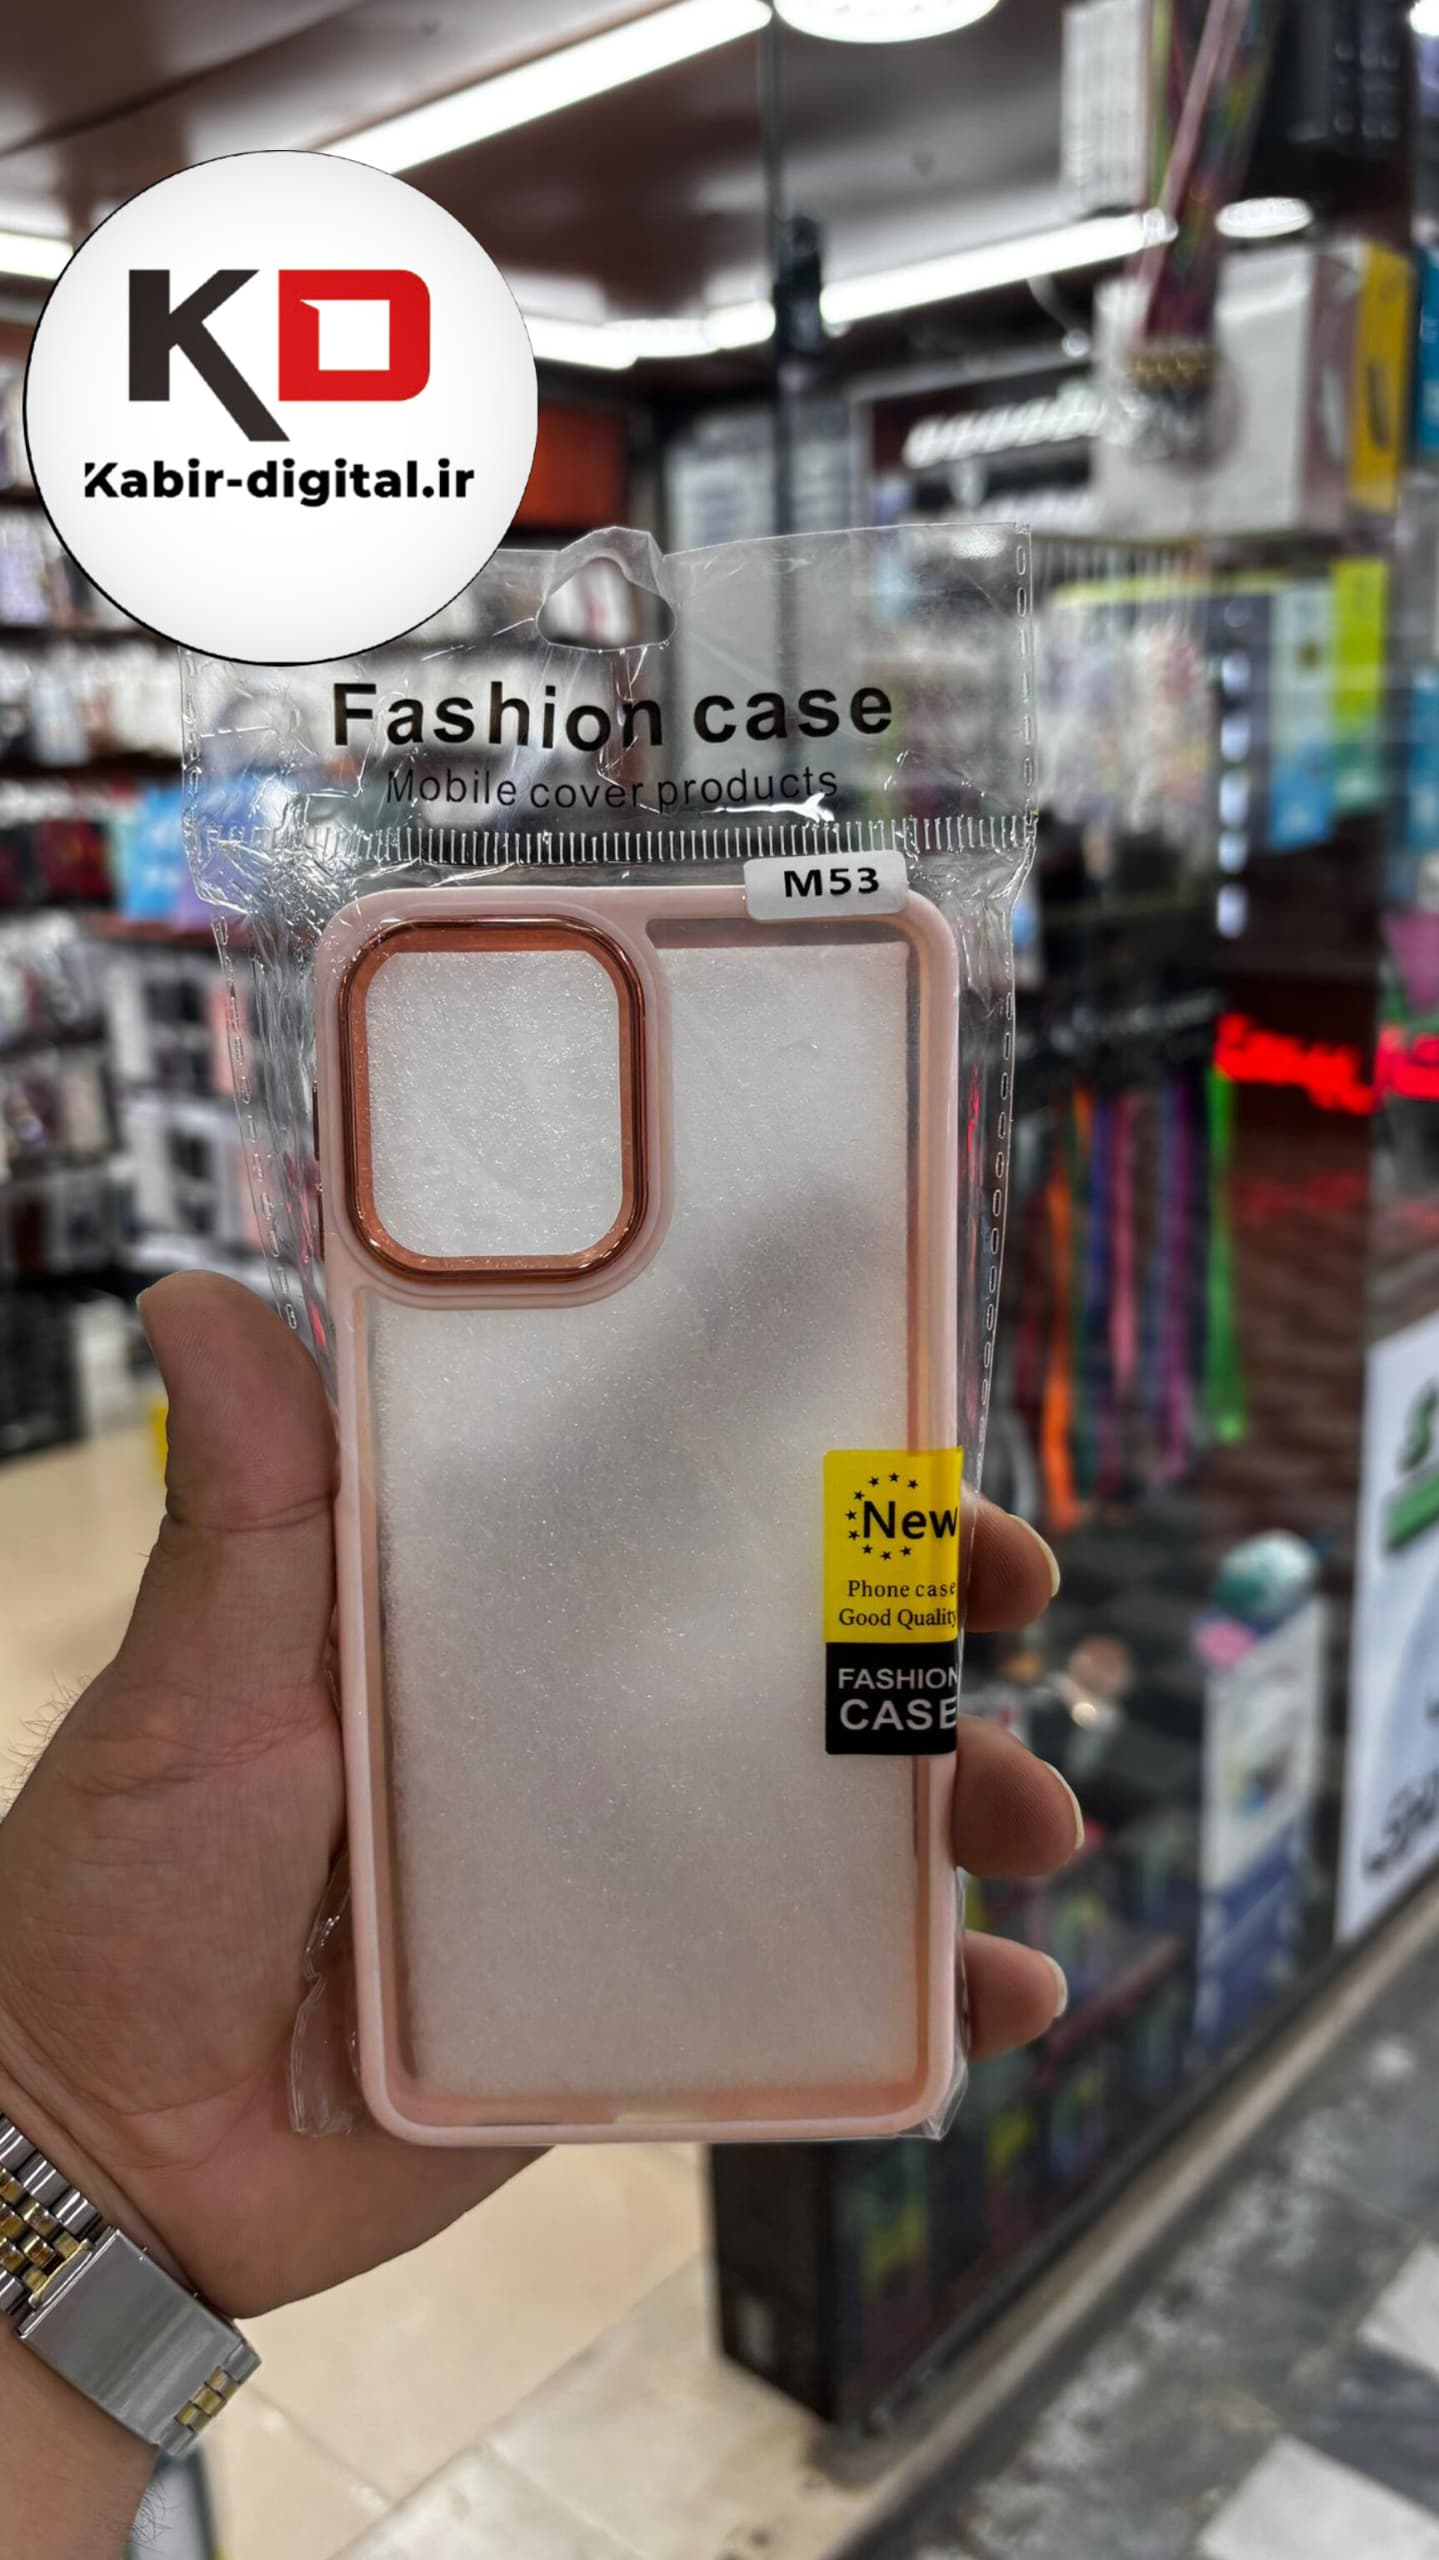 KD
Kabir-digital.ir
Fashion case
Mobile cover products
M53
New
Phone case
Good Quality
FASHION
CASE